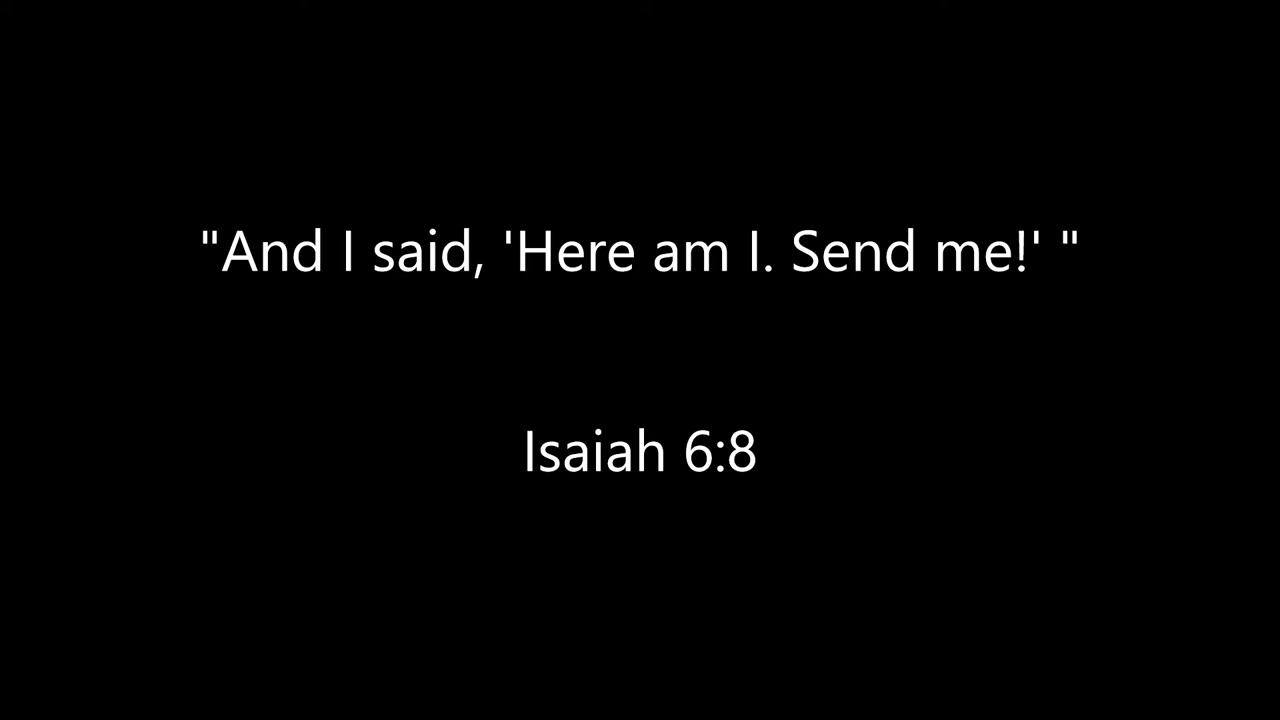 "And I said, 'Here am I. Send me!' "
Isaiah 6:8